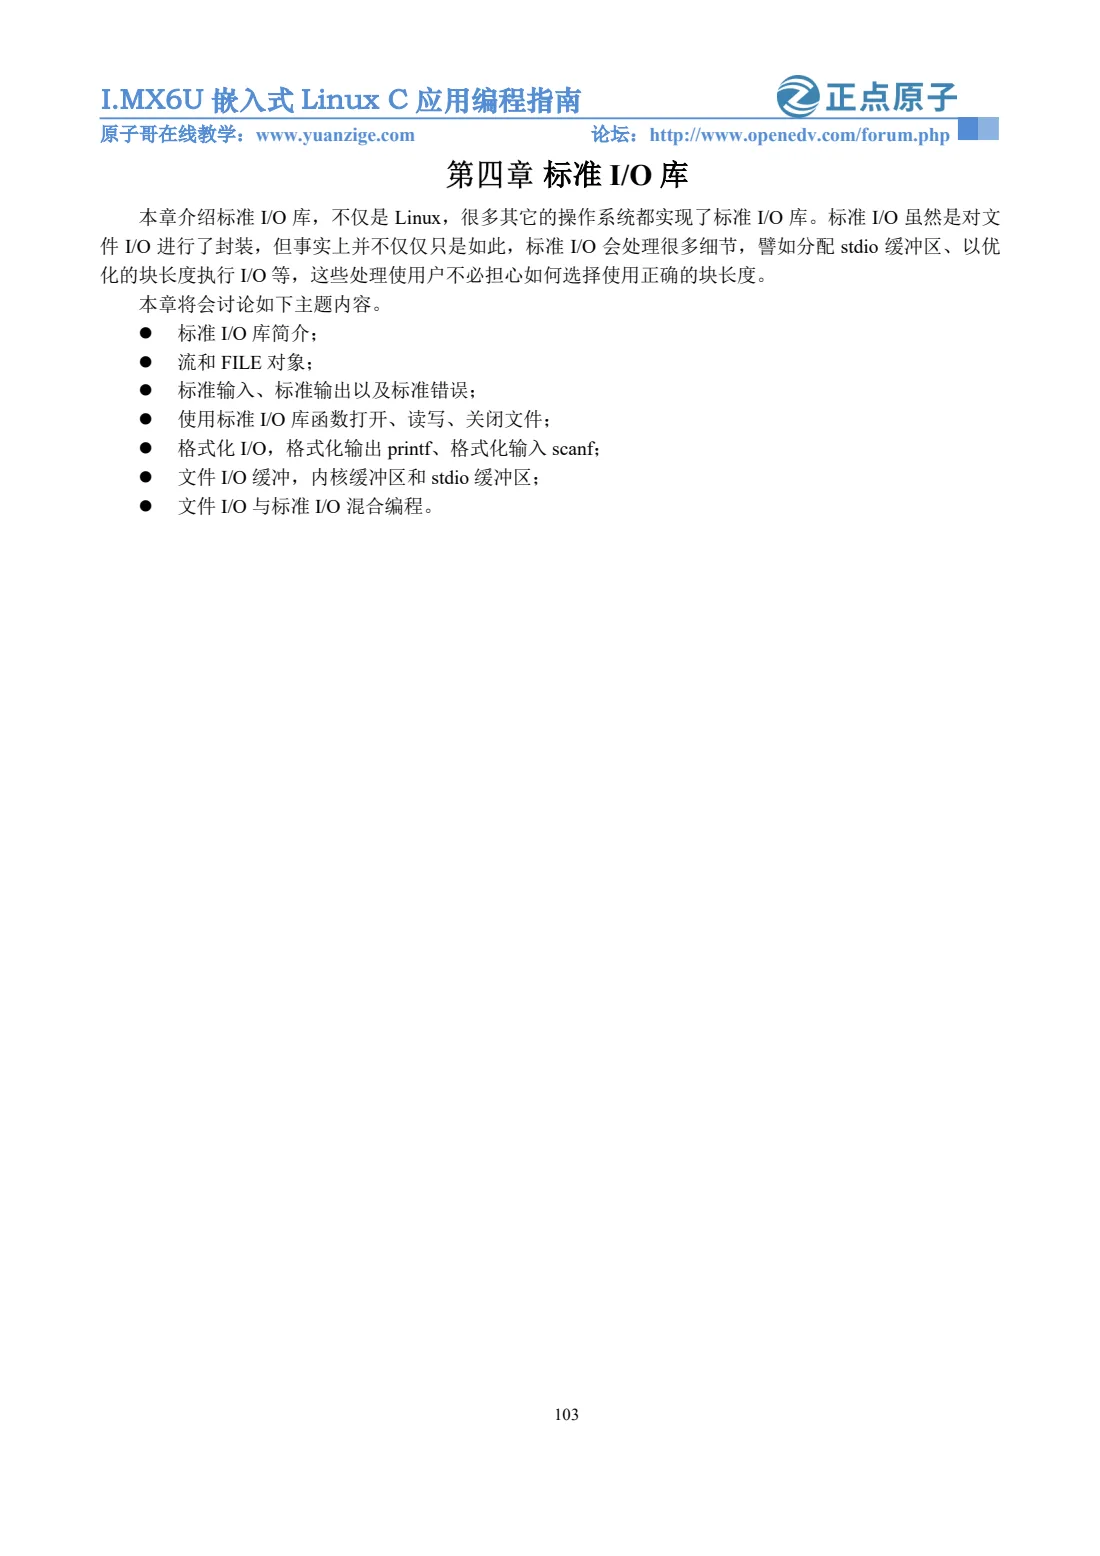 I.MX6U 嵌入式 Linux C 应用编程指南
正点原子
原子哥在线教学：www.yuanzige.com
论坛：http://www.openedv.com/forum.php
第四章 标准 I/O 库
本章介绍标准 I/O 库，不仅是 Linux，很多其它的操作系统都实现了标准 I/O 库。标准 I/O 虽然是对文
件 I/O 进行了封装，但事实上并不仅仅只是如此，标准 I/O 会处理很多细节，譬如分配 stdio 缓冲区、以优
化的块长度执行 I/O 等，这些处理使用户不必担心如何选择使用正确的块长度。
本章将会讨论如下主题内容。
● 标准 I/O 库简介；
● 流和 FILE 对象；
● 标准输入、标准输出以及标准错误；
● 使用标准 I/O 库函数打开、读写、关闭文件；
● 格式化 I/O，格式化输出 printf、格式化输入 scanf；
● 文件 I/O 缓冲，内核缓冲区和 stdio 缓冲区；
● 文件 I/O 与标准 I/O 混合编程。
103